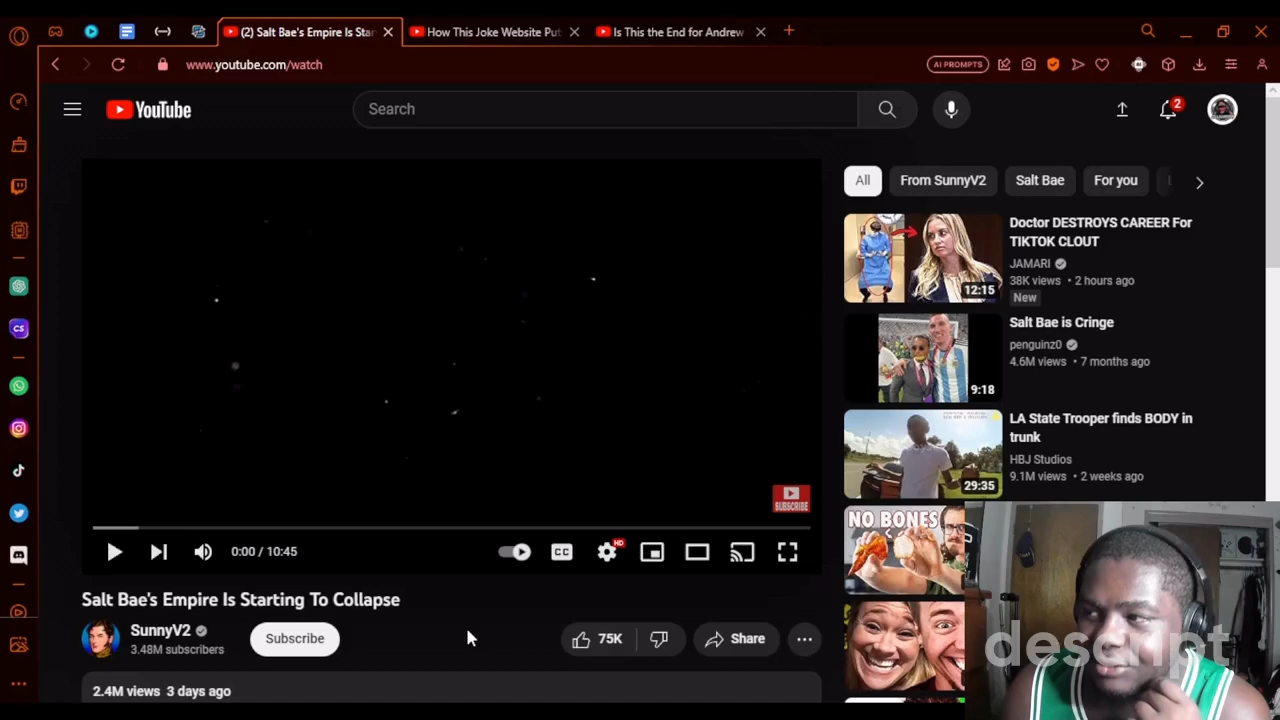 (2) Salt Bae's Empire Is Star
How This Joke Website Put
Is This the End for Andrew
www.youtube.com/watch
AI PROMPTS
YouTube
Search
2
All
From SunnyV2
Salt Bae
For you
Doctor DESTROYS CAREER For
TIKTOK CLOUT
JAMARI
38K views • 2 hours ago
New
12:15
Salt Bae is Cringe
penguinz0
4.6M views • 7 months ago
9:18
LA State Trooper finds BODY in
trunk
HBJ Studios
9.1M views • 2 weeks ago
29:35
NO BONES
CS
SUBSCRIBE
0:00 / 10:45
CC
HD
Salt Bae's Empire Is Starting To Collapse
SunnyV2
3.48M subscribers
Subscribe
75K
Share
2.4M views 3 days ago
descript